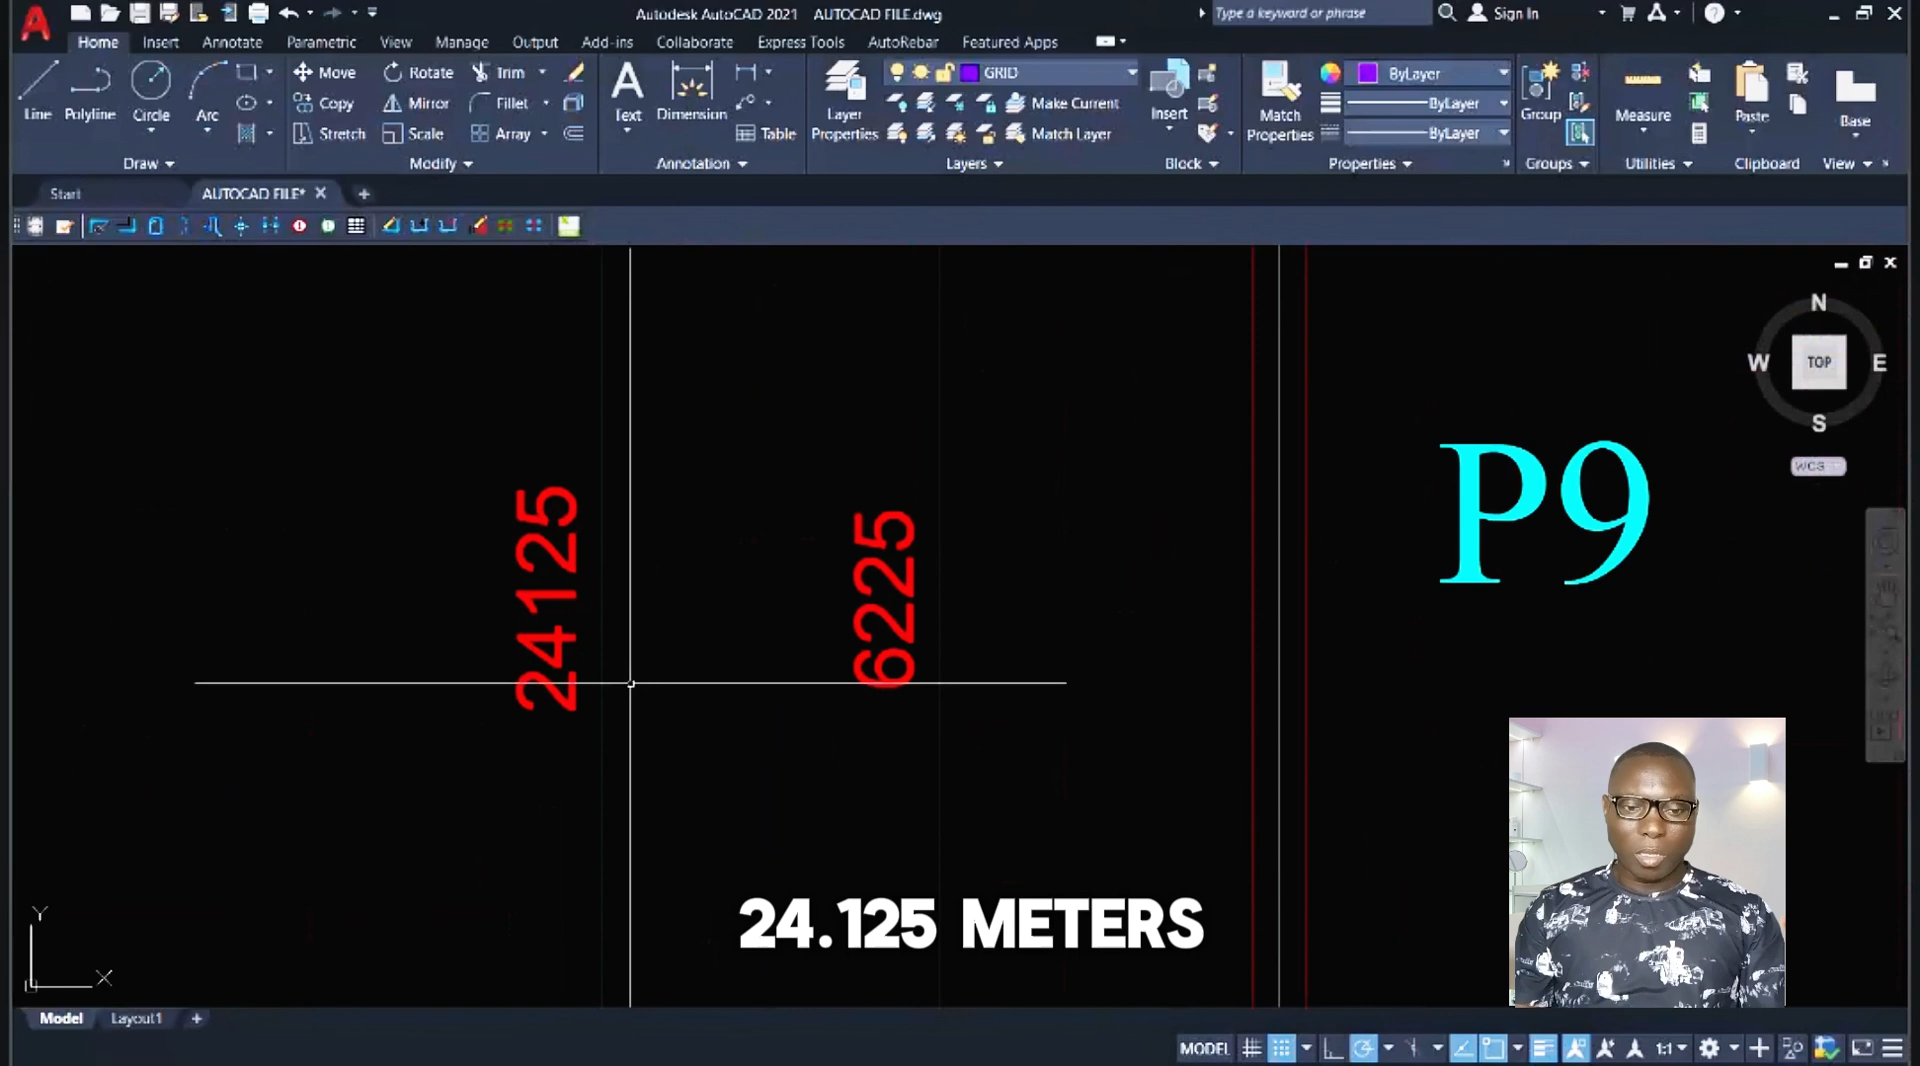 Autodesk AutoCAD 2021 AUTOCAD FILE.dwg
Type a keyword or phrase
Sign In
Home Insert Annotate Parametric View Manage Output Add-ins Collaborate Express Tools AutoRebar Featured Apps
Line
Polyline
Circle
Arc
Move
Rotate
Trim
Copy
Mirror
Fillet
Stretch
Scale
Array
Text
Dimension
Table
Layer Properties
GRID
Make Current
Match Layer
Insert
Match Properties
ByLayer
ByLayer
ByLayer
Group
Measure
Paste
Base
Draw
Modify
Annotation
Layers
Block
Properties
Groups
Utilities
Clipboard
View
Start
AUTOCAD FILE*
N
W
TOP
E
S
WCS
24125
6225
P9
24.125 METERS
Y
X
Model
Layout1
MODEL
1:1